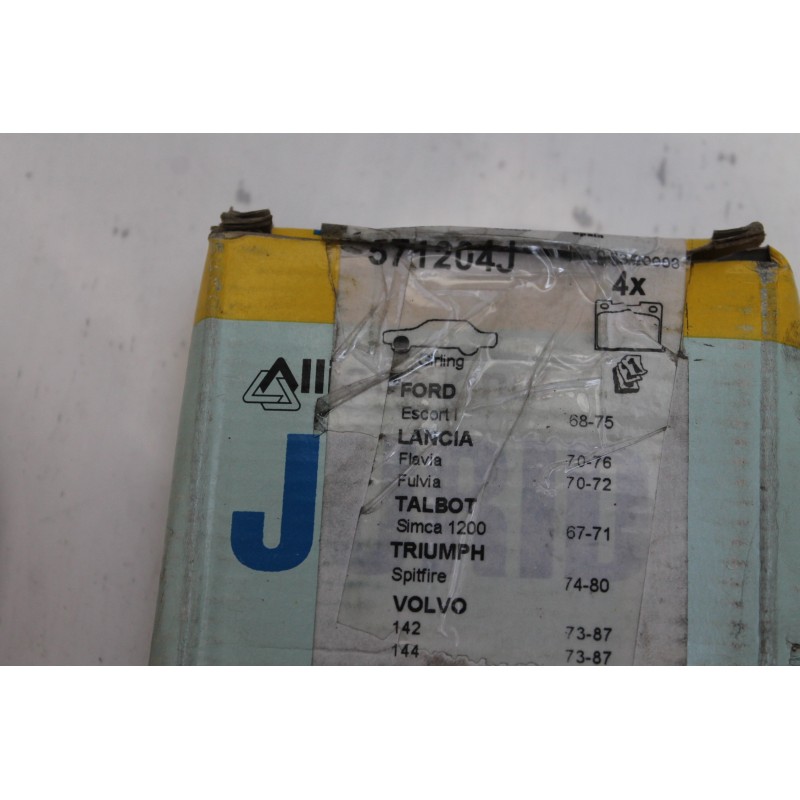 571204J
4x
FORD
Escort I 68-75
LANCIA
Flavia 70-76
Fulvia 70-72
TALBOT
Simca 1200 67-71
TRIUMPH
Spitfire 74-80
VOLVO
142 73-87
144 73-87